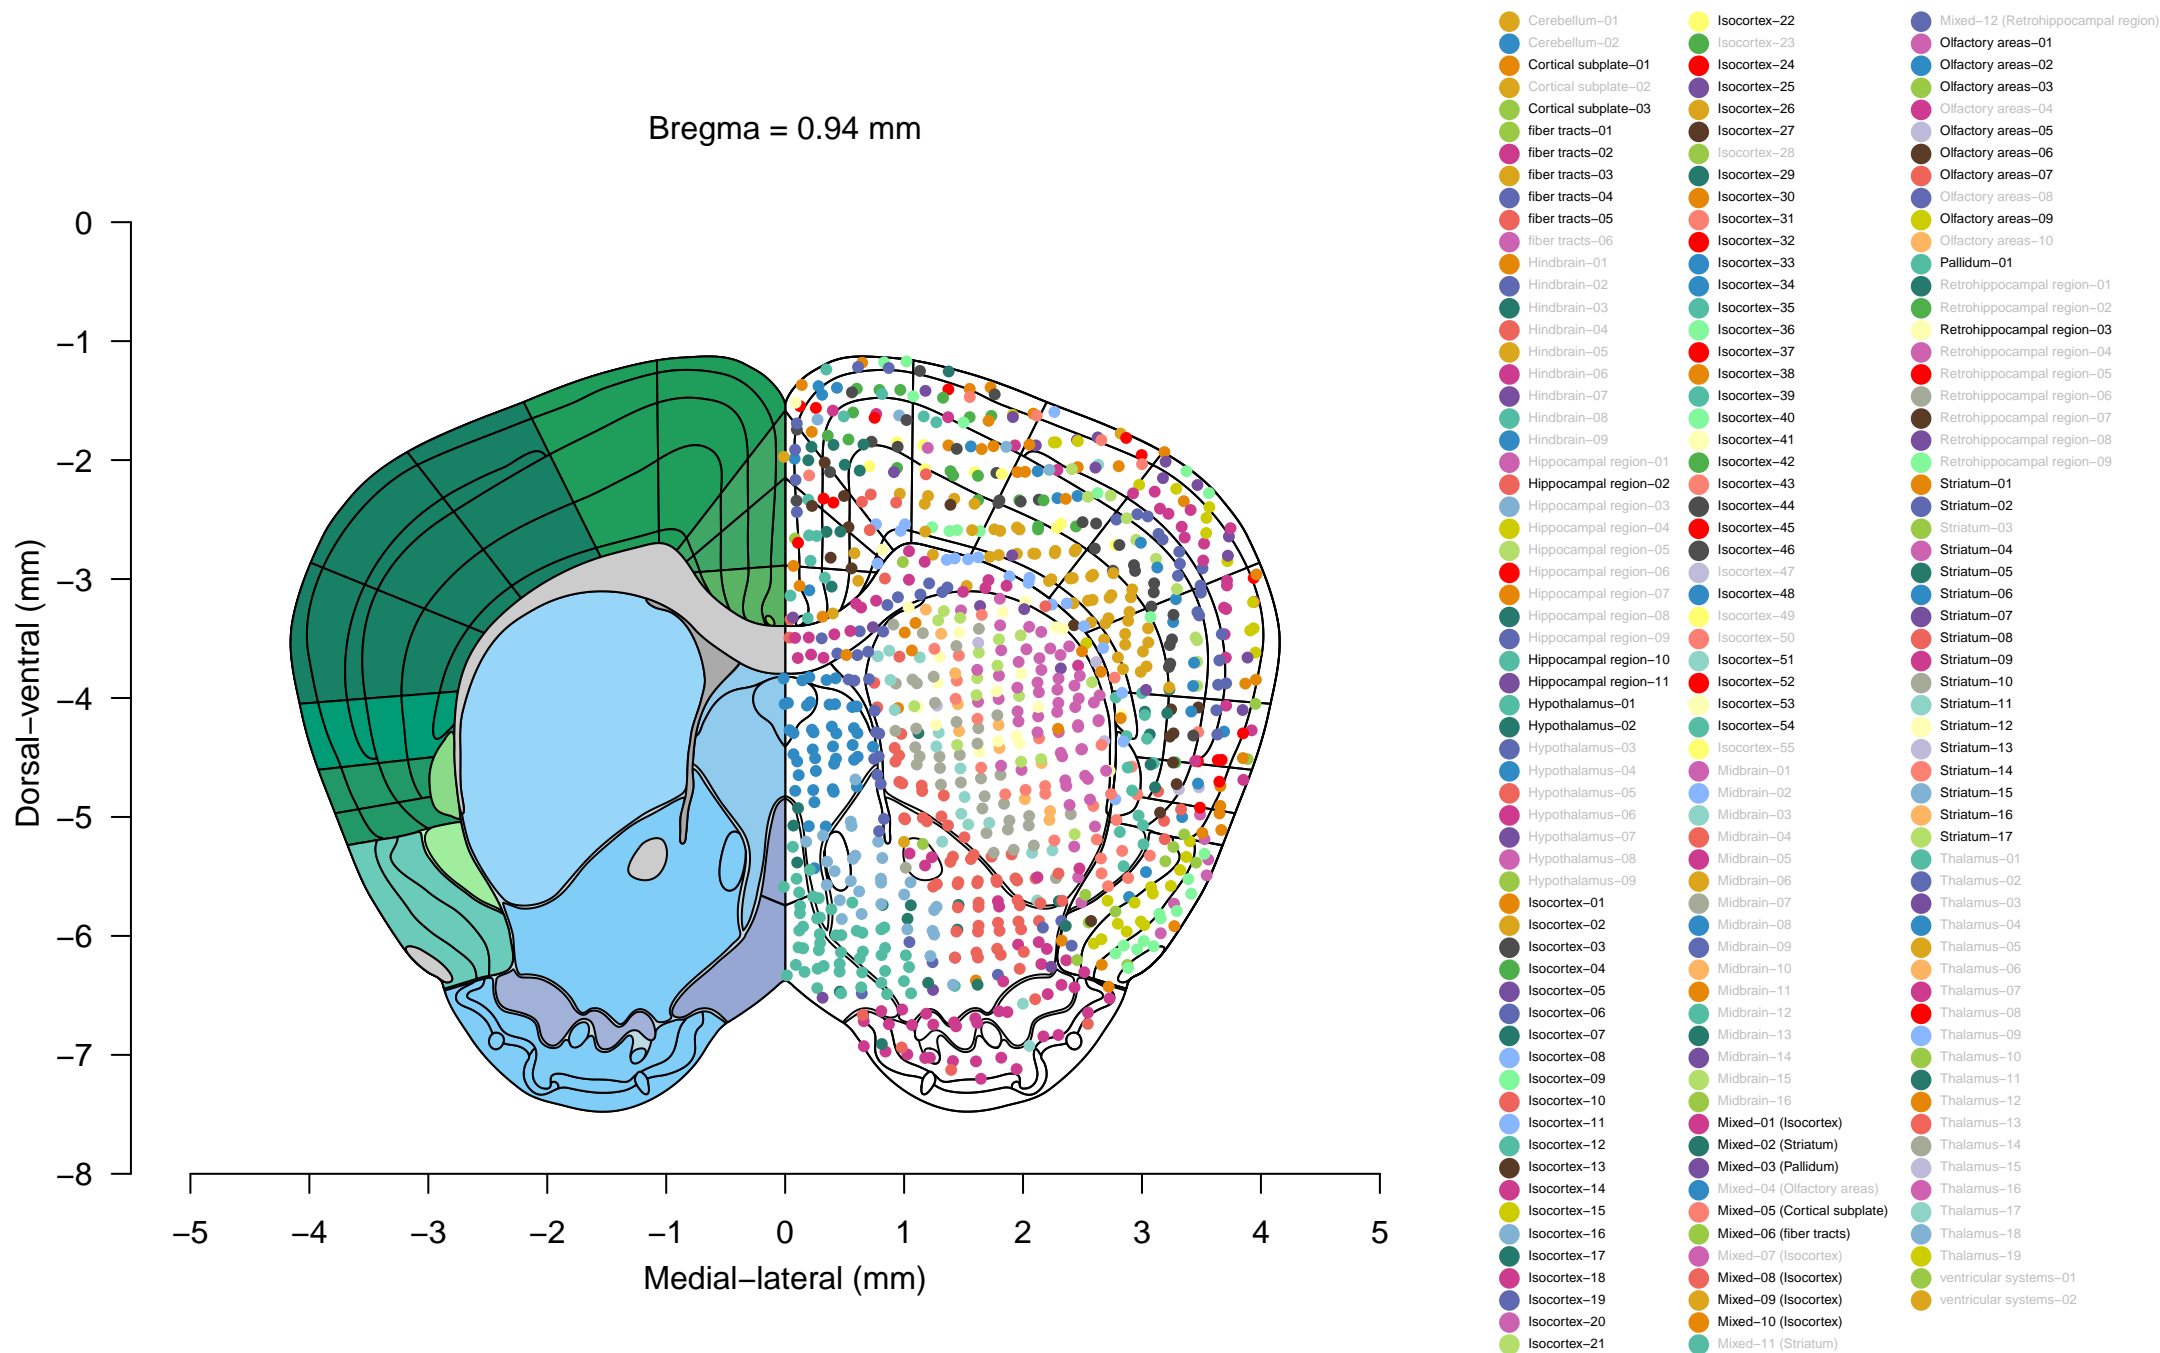 Bregma = 0.94 mm
0
−1
−2
−3
−4
−5
−6
−7
−8
Dorsal−ventral (mm)
−5
−4
−3
−2
−1
0
1
2
3
4
5
Medial−lateral (mm)
Cerebellum−01
Cerebellum−02
Cortical subplate−01
Cortical subplate−02
Cortical subplate−03
fiber tracts−01
fiber tracts−02
fiber tracts−03
fiber tracts−04
fiber tracts−05
fiber tracts−06
Hindbrain−01
Hindbrain−02
Hindbrain−03
Hindbrain−04
Hindbrain−05
Hindbrain−06
Hindbrain−07
Hindbrain−08
Hindbrain−09
Hippocampal region−01
Hippocampal region−02
Hippocampal region−03
Hippocampal region−04
Hippocampal region−05
Hippocampal region−06
Hippocampal region−07
Hippocampal region−08
Hippocampal region−09
Hippocampal region−10
Hippocampal region−11
Hypothalamus−01
Hypothalamus−02
Hypothalamus−03
Hypothalamus−04
Hypothalamus−05
Hypothalamus−06
Hypothalamus−07
Hypothalamus−08
Hypothalamus−09
Isocortex−01
Isocortex−02
Isocortex−03
Isocortex−04
Isocortex−05
Isocortex−06
Isocortex−07
Isocortex−08
Isocortex−09
Isocortex−10
Isocortex−11
Isocortex−12
Isocortex−13
Isocortex−14
Isocortex−15
Isocortex−16
Isocortex−17
Isocortex−18
Isocortex−19
Isocortex−20
Isocortex−21
Isocortex−22
Isocortex−23
Isocortex−24
Isocortex−25
Isocortex−26
Isocortex−27
Isocortex−28
Isocortex−29
Isocortex−30
Isocortex−31
Isocortex−32
Isocortex−33
Isocortex−34
Isocortex−35
Isocortex−36
Isocortex−37
Isocortex−38
Isocortex−39
Isocortex−40
Isocortex−41
Isocortex−42
Isocortex−43
Isocortex−44
Isocortex−45
Isocortex−46
Isocortex−47
Isocortex−48
Isocortex−49
Isocortex−50
Isocortex−51
Isocortex−52
Isocortex−53
Isocortex−54
Isocortex−55
Midbrain−01
Midbrain−02
Midbrain−03
Midbrain−04
Midbrain−05
Midbrain−06
Midbrain−07
Midbrain−08
Midbrain−09
Midbrain−10
Midbrain−11
Midbrain−12
Midbrain−13
Midbrain−14
Midbrain−15
Midbrain−16
Mixed−01 (Isocortex)
Mixed−02 (Striatum)
Mixed−03 (Pallidum)
Mixed−04 (Olfactory areas)
Mixed−05 (Cortical subplate)
Mixed−06 (fiber tracts)
Mixed−07 (Isocortex)
Mixed−08 (Isocortex)
Mixed−09 (Isocortex)
Mixed−10 (Isocortex)
Mixed−11 (Striatum)
Mixed−12 (Retrohippocampal region)
Olfactory areas−01
Olfactory areas−02
Olfactory areas−03
Olfactory areas−04
Olfactory areas−05
Olfactory areas−06
Olfactory areas−07
Olfactory areas−08
Olfactory areas−09
Olfactory areas−10
Pallidum−01
Retrohippocampal region−01
Retrohippocampal region−02
Retrohippocampal region−03
Retrohippocampal region−04
Retrohippocampal region−05
Retrohippocampal region−06
Retrohippocampal region−07
Retrohippocampal region−08
Retrohippocampal region−09
Striatum−01
Striatum−02
Striatum−03
Striatum−04
Striatum−05
Striatum−06
Striatum−07
Striatum−08
Striatum−09
Striatum−10
Striatum−11
Striatum−12
Striatum−13
Striatum−14
Striatum−15
Striatum−16
Striatum−17
Thalamus−01
Thalamus−02
Thalamus−03
Thalamus−04
Thalamus−05
Thalamus−06
Thalamus−07
Thalamus−08
Thalamus−09
Thalamus−10
Thalamus−11
Thalamus−12
Thalamus−13
Thalamus−14
Thalamus−15
Thalamus−16
Thalamus−17
Thalamus−18
Thalamus−19
ventricular systems−01
ventricular systems−02